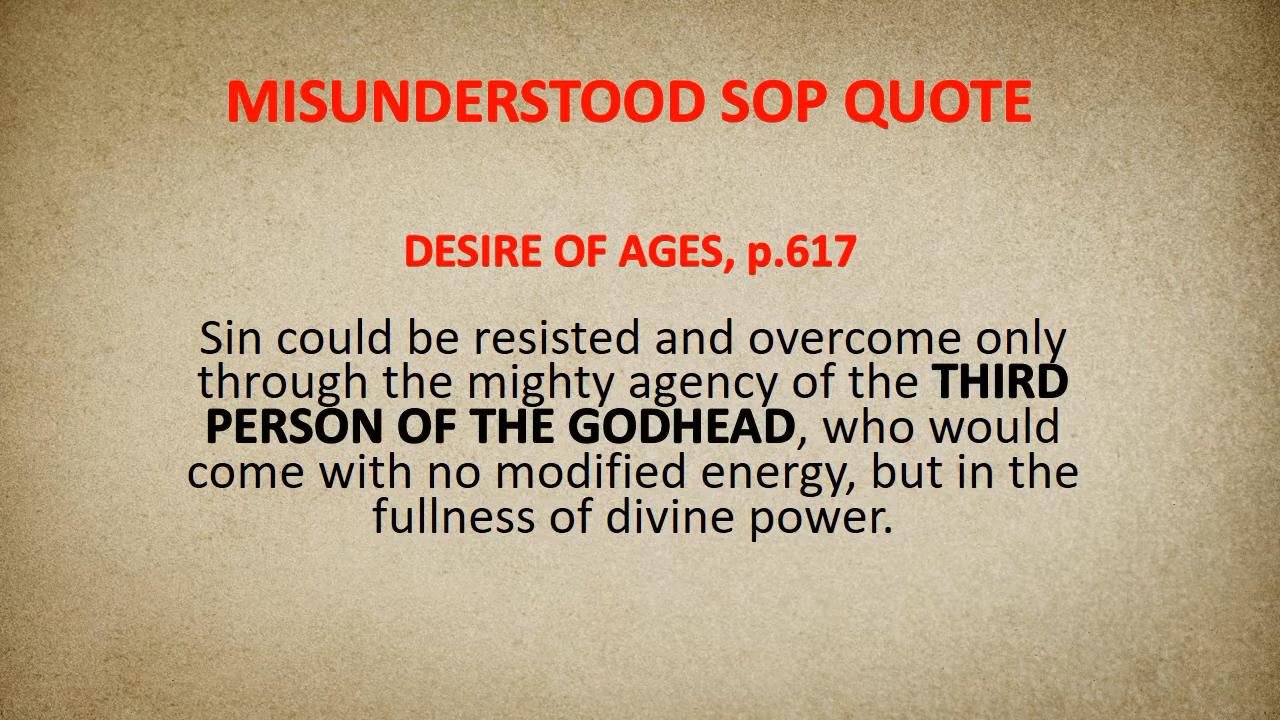 MISUNDERSTOOD SOP QUOTE
DESIRE OF AGES, p.617
Sin could be resisted and overcome only
through the mighty agency of the THIRD
PERSON OF THE GODHEAD, who would
come with no modified energy, but in the
fullness of divine power.